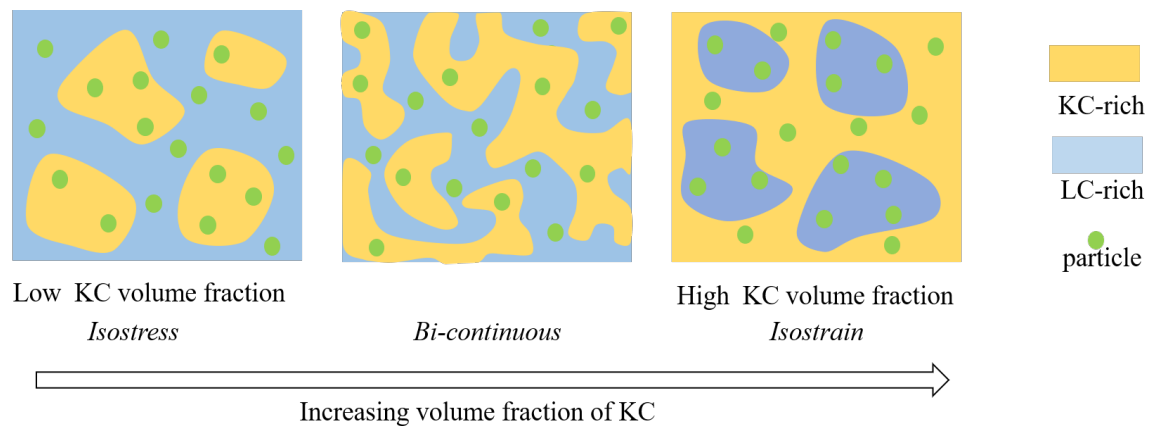 KC-rich
LC-rich
particle
Low KC volume fraction
High KC volume fraction
Isostress
Bi-continuous
Isostrain
Increasing volume fraction of KC